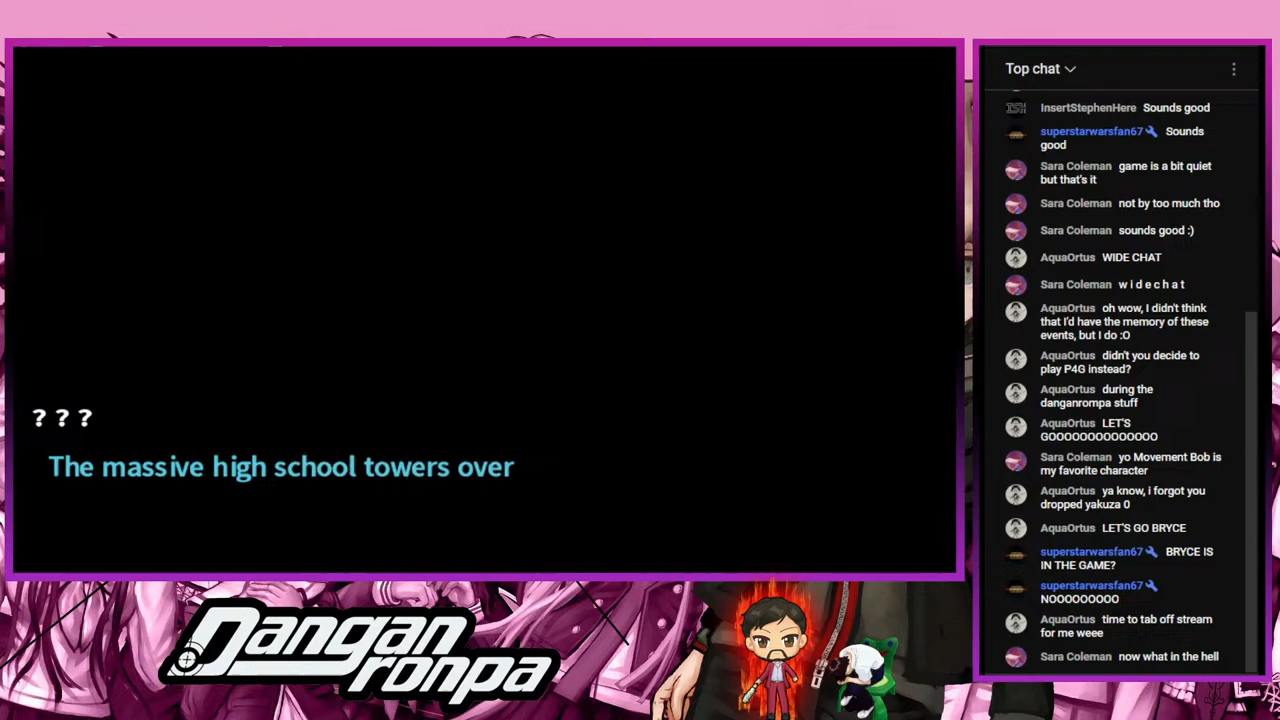 Top chat
InsertStephenHere Sounds good
superstarwarsfan67 Sounds
good
Sara Coleman game is a bit quiet
but that's it
Sara Coleman not by too much tho
Sara Coleman sounds good :)
AquaOrtus WIDE CHAT
Sara Coleman w i d e c h a t
AquaOrtus oh wow, I didn't think
that I'd have the memory of these
events, but I do :O
AquaOrtus didn't you decide to
play P4G instead?
AquaOrtus during the
danganrompa stuff
AquaOrtus LET'S
GOOOOOOOOOOOOOO
Sara Coleman yo Movement Bob is
my favorite character
AquaOrtus ya know, i forgot you
dropped yakuza 0
AquaOrtus LET'S GO BRYCE
superstarwarsfan67 BRYCE IS
IN THE GAME?
superstarwarsfan67
NOOOOOOOOO
AquaOrtus time to tab off stream
for me weee
Sara Coleman now what in the hell
? ? ?
The massive high school towers over
Dangan
ronpa